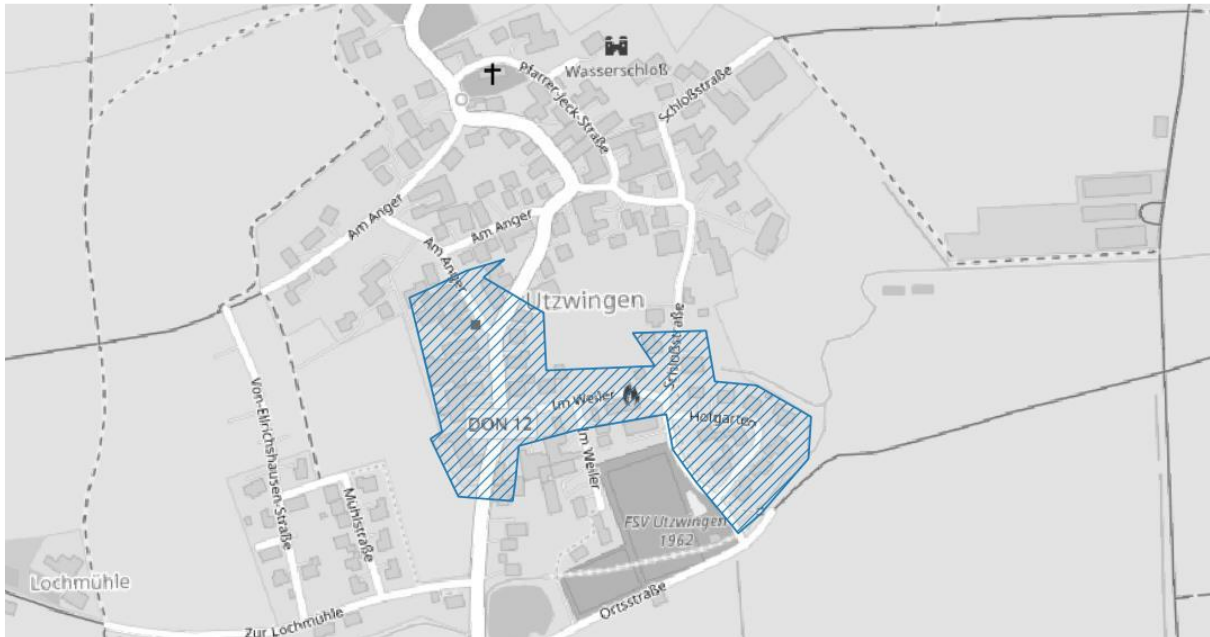 Wasserschloß
Pfarrer-Jeck-Straße
Schloßstraße
Am Anger
Am Anger
Am Anger
Utzwingen
Schloßstraße
Im Weiler
Hofgarten
DON 12
Im Weiler
Von-Ellrichshausen-Straße
Mühlstraße
FSV Utzwingen
1962
Lochmühle
Ortsstraße
Zur Lochmühle